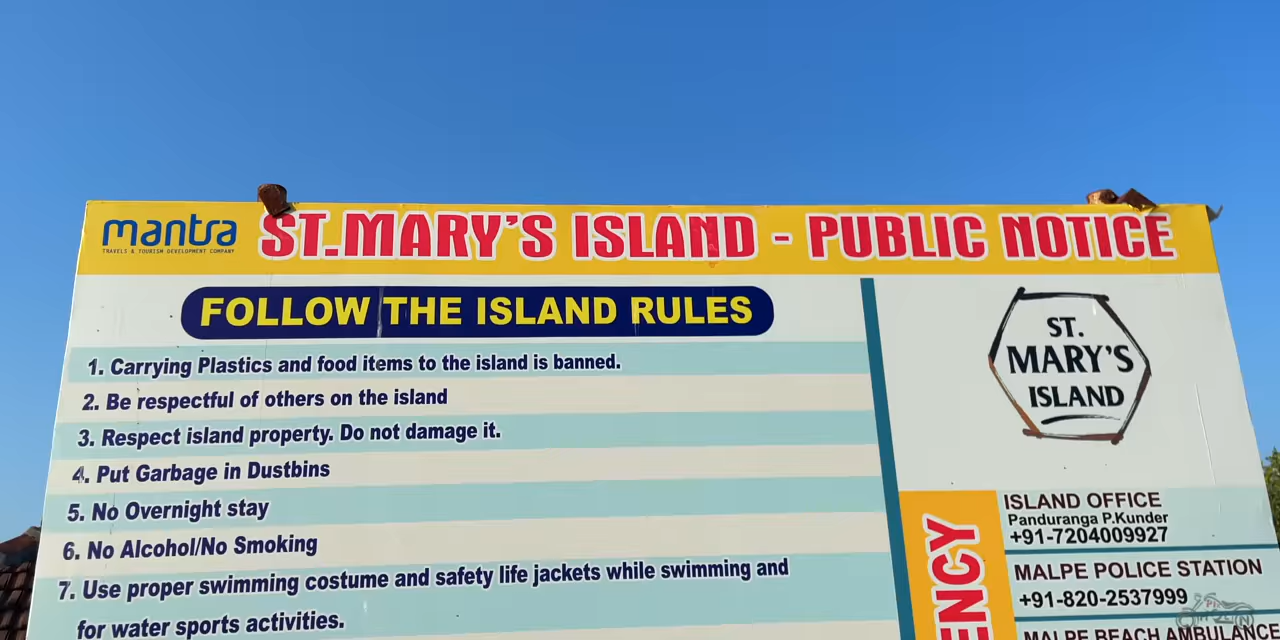 mantra
TRAVELS & TOURISM DEVELOPMENT COMPANY
ST.MARY'S ISLAND - PUBLIC NOTICE
FOLLOW THE ISLAND RULES
1. Carrying Plastics and food items to the island is banned.
2. Be respectful of others on the island
3. Respect island property. Do not damage it.
4. Put Garbage in Dustbins
5. No Overnight stay
6. No Alcohol/No Smoking
7. Use proper swimming costume and safety life jackets while swimming and
for water sports activities.
ST.
MARY'S
ISLAND
ENCY
ISLAND OFFICE
Panduranga P.Kunder
+91-7204009927
MALPE POLICE STATION
+91-820-2537999
MALPE BEACH AMBULANCE